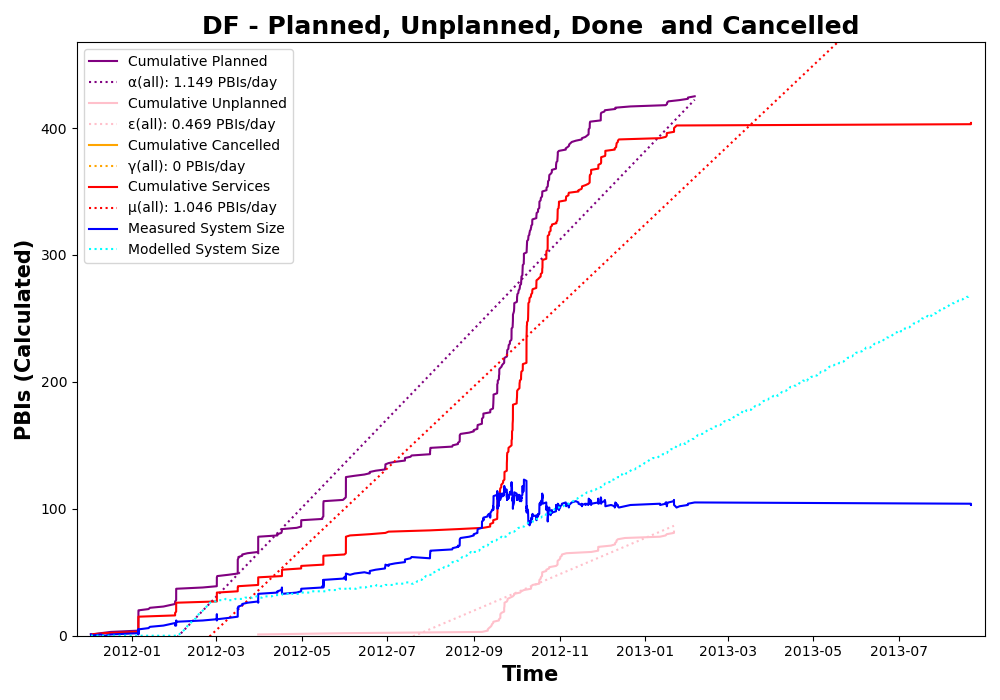 DF - Planned, Unplanned, Done  and Cancelled
Cumulative Planned
α(all): 1.149 PBIs/day
Cumulative Unplanned
ε(all): 0.469 PBIs/day
Cumulative Cancelled
γ(all): 0 PBIs/day
Cumulative Services
μ(all): 1.046 PBIs/day
Measured System Size
Modelled System Size
PBIs (Calculated)
400
300
200
100
0
2012-01 2012-03 2012-05 2012-07 2012-09 2012-11 2013-01 2013-03 2013-05 2013-07
Time